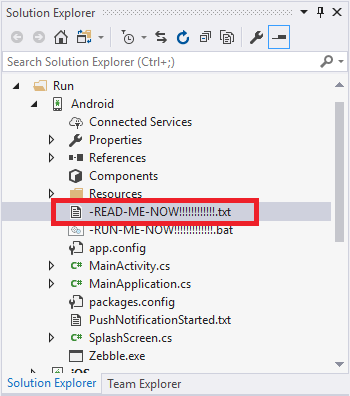 Solution Explorer
Search Solution Explorer (Ctrl+;)
Run
Android
Connected Services
Properties
References
Components
Resources
-READ-ME-NOW!!!!!!!!!!!!!.txt
-RUN-ME-NOW!!!!!!!!!!!!!.bat
app.config
C# MainActivity.cs
C# MainApplication.cs
packages.config
PushNotificationStarted.txt
C# SplashScreen.cs
Zebble.exe
iOS
Solution Explorer Team Explorer